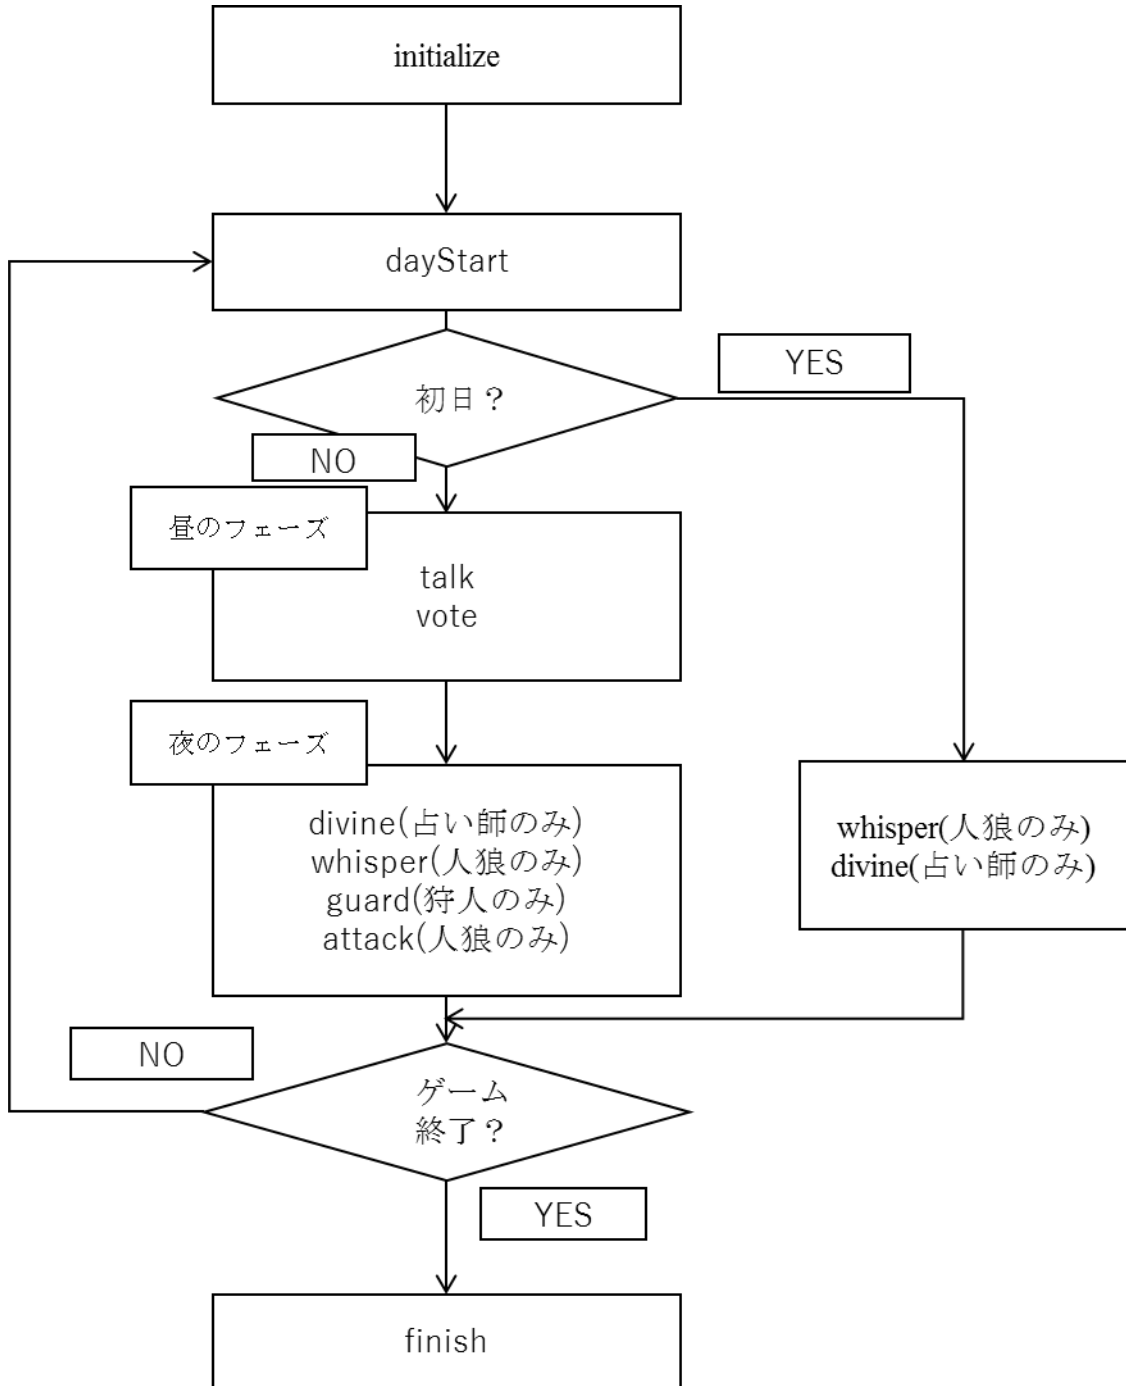 initialize
dayStart
初日？
YES
NO
昼のフェーズ
talk
vote
夜のフェーズ
divine(占い師のみ)
whisper(人狼のみ)
guard(狩人のみ)
attack(人狼のみ)
whisper(人狼のみ)
divine(占い師のみ)
NO
ゲーム
終了？
YES
finish